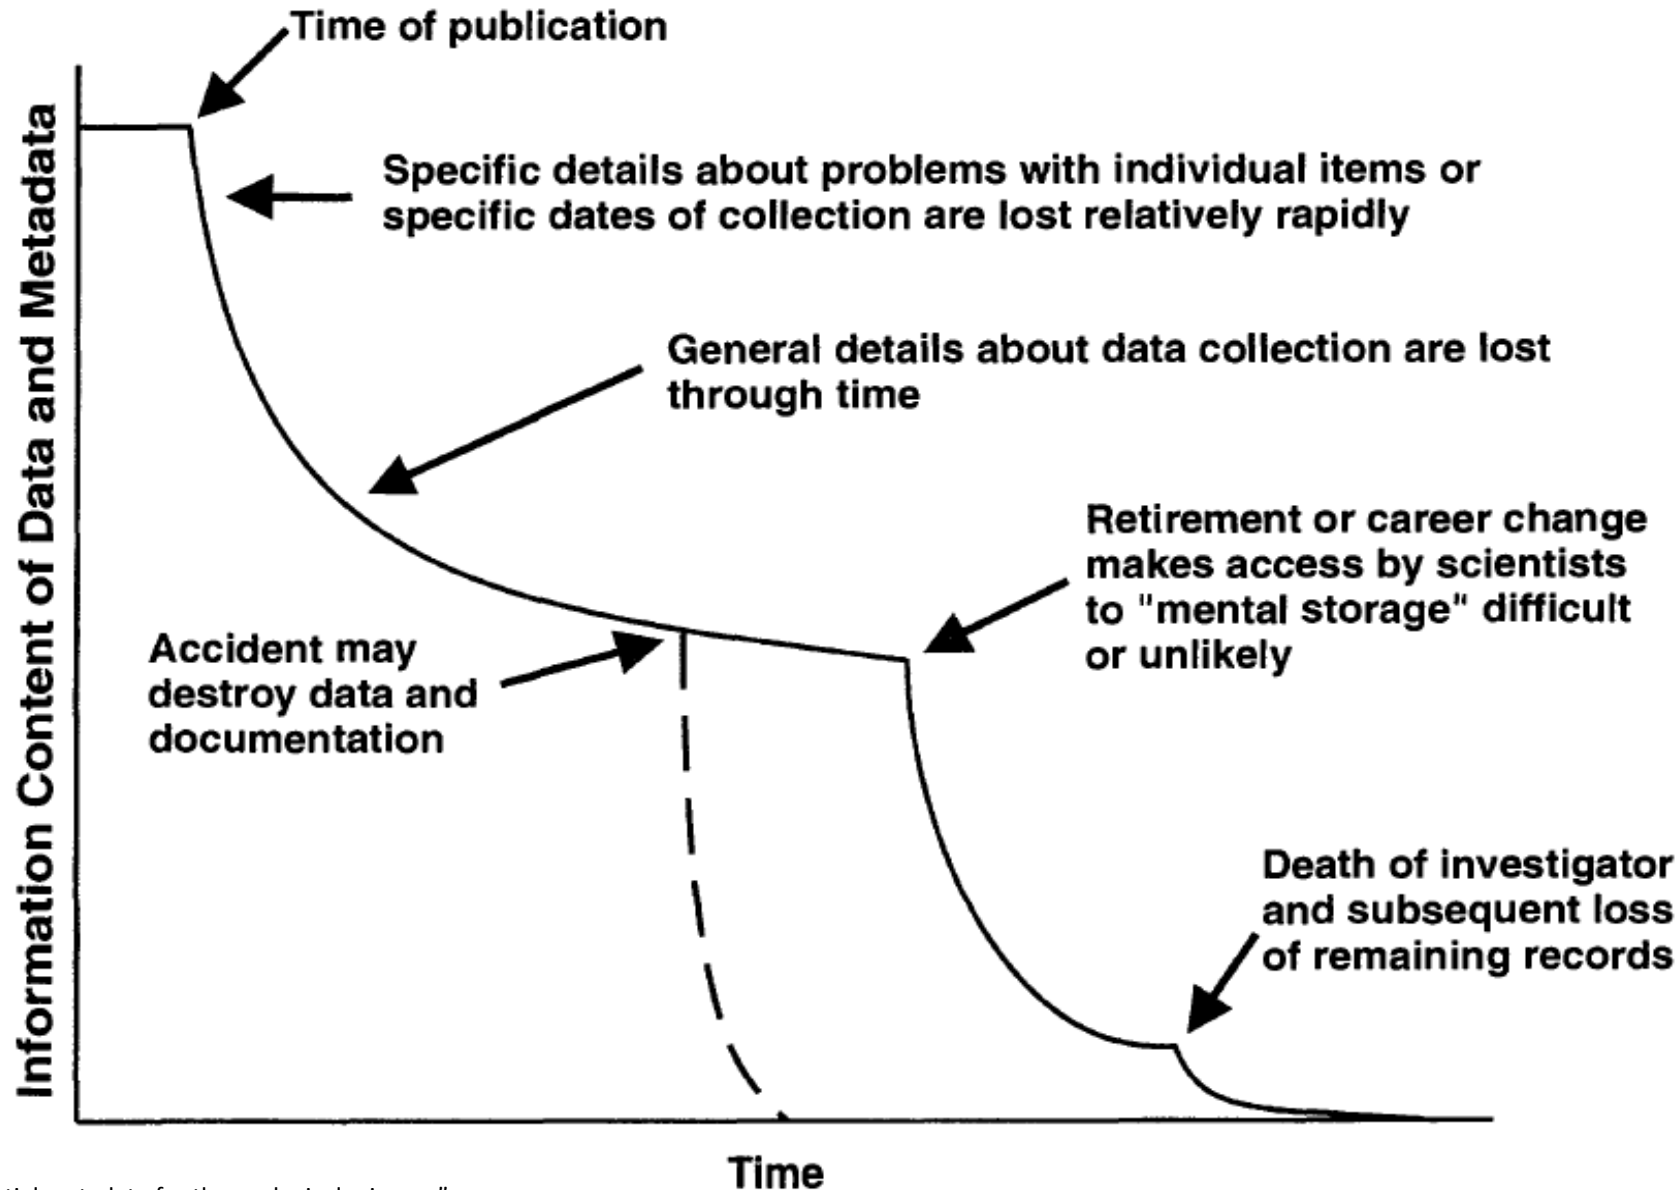 Time of publication
Specific details about problems with individual items or
specific dates of collection are lost relatively rapidly
General details about data collection are lost
through time
Retirement or career change
makes access by scientists
to "mental storage" difficult
or unlikely
Accident may
destroy data and
documentation
Death of investigator
and subsequent loss
of remaining records
Information Content of Data and Metadata
Time